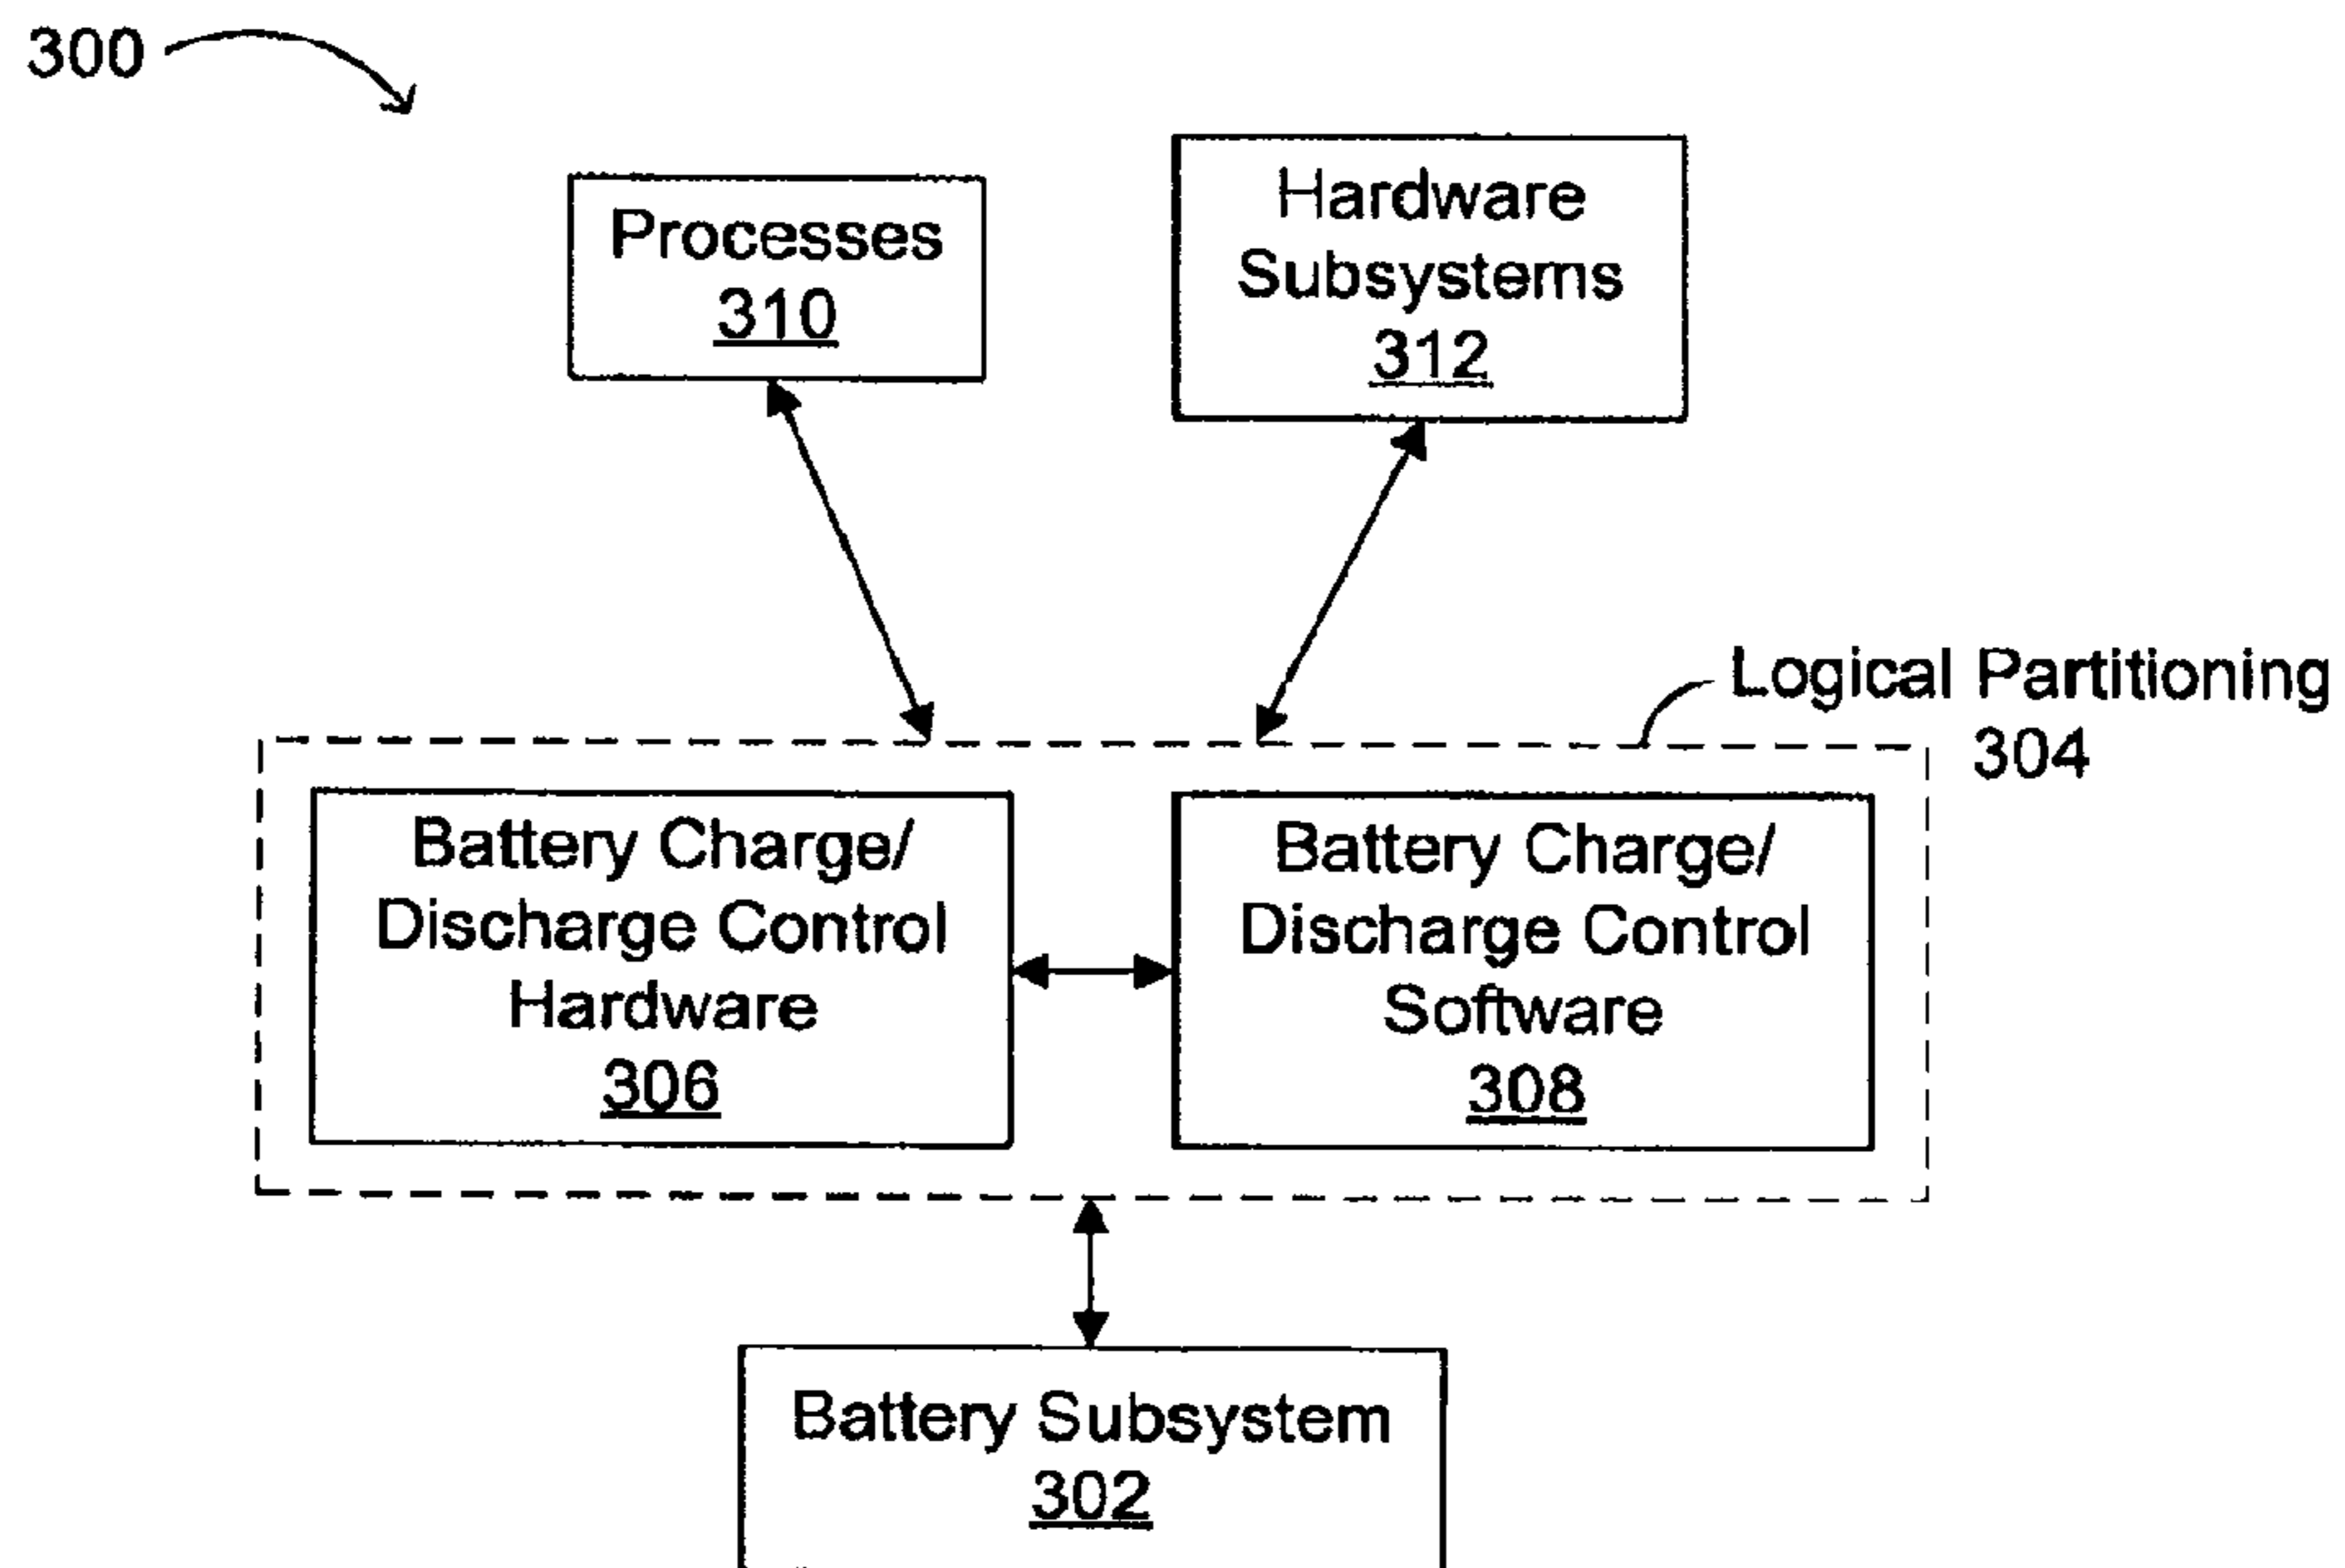 300
Processes
310
Hardware
Subsystems
312
Logical Partitioning
304
Battery Charge/
Discharge Control
Hardware
306
Battery Charge/
Discharge Control
Software
308
Battery Subsystem
302